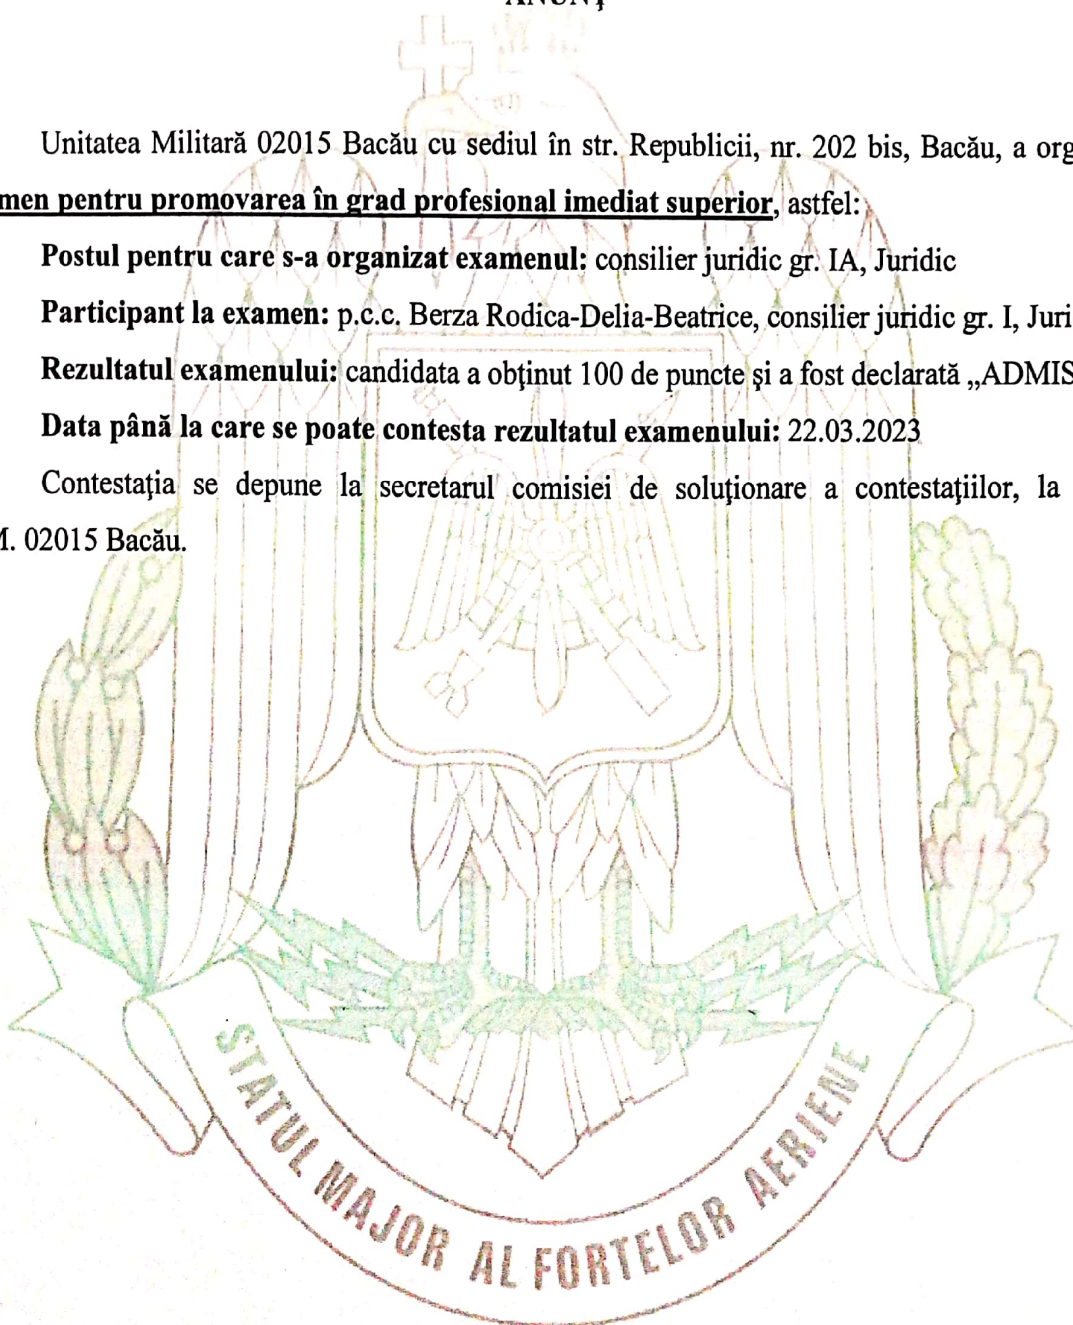 ANUNŢ
Unitatea Militară 02015 Bacău cu sediul în str. Republicii, nr. 202 bis, Bacău, a org
men pentru promovarea în grad profesional imediat superior, astfel:
Postul pentru care s-a organizat examenul: consilier juridic gr. IA, Juridic
Participant la examen: p.c.c. Berza Rodica-Delia-Beatrice, consilier juridic gr. I, Juri
Rezultatul examenului: candidata a obţinut 100 de puncte şi a fost declarată „ADMIS
Data până la care se poate contesta rezultatul examenului: 22.03.2023
Contestaţia se depune la secretarul comisiei de soluţionare a contestaţiilor, la
M. 02015 Bacău.
STATUL MAJOR AL FORTELOR AERIENE